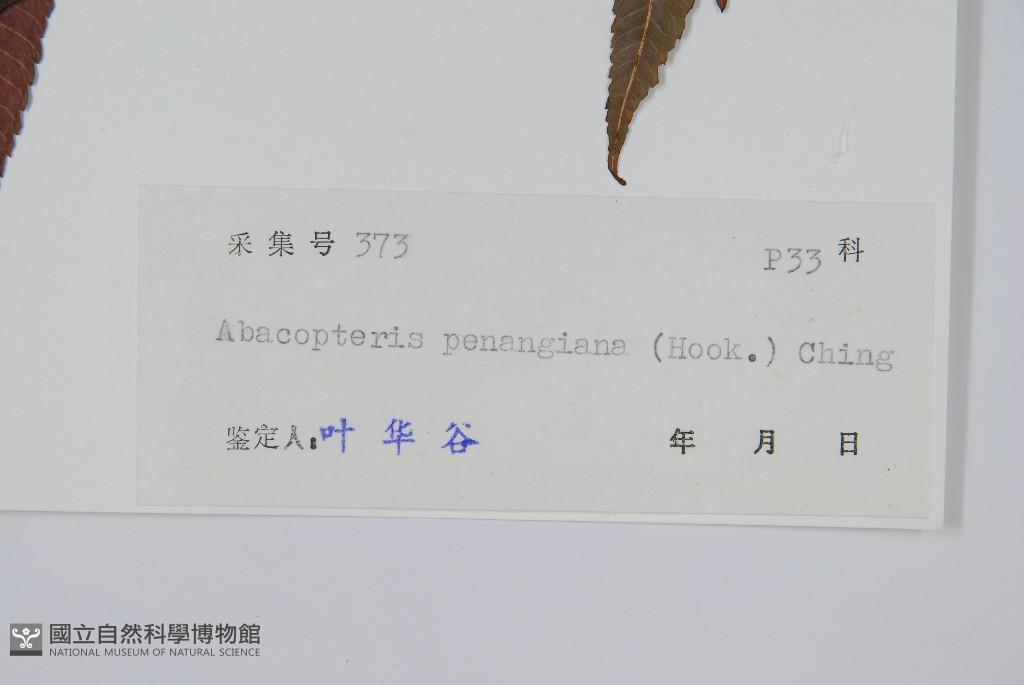 采集号 373 P33 科
Abacopteris penangiana (Hook.) Ching
鉴定人:叶华谷 年 月 日
國立自然科學博物館
NATIONAL MUSEUM OF NATURAL SCIENCE